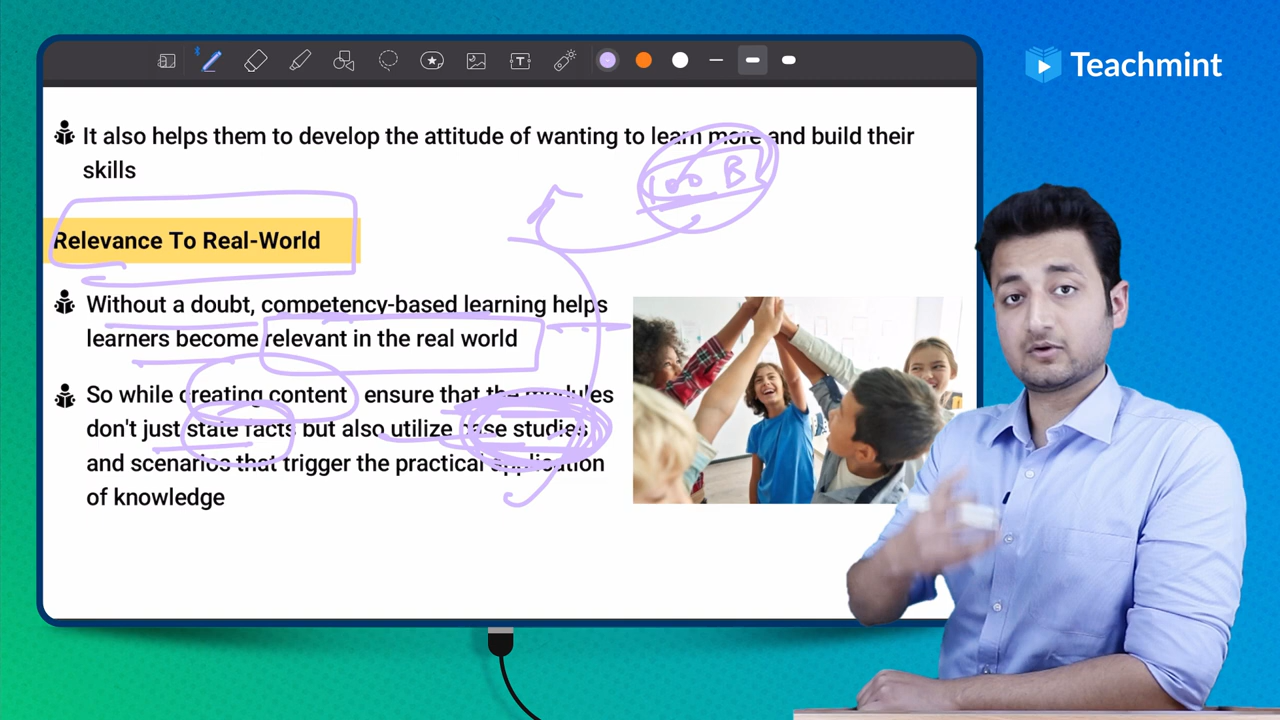 Teachmint
It also helps them to develop the attitude of wanting to learn more and build their
skills
100 B
Relevance To Real-World
Without a doubt, competency-based learning helps
learners become relevant in the real world
So while creating content ensure that the modules
don't just state facts but also utilize case studies
and scenarios that trigger the practical application
of knowledge